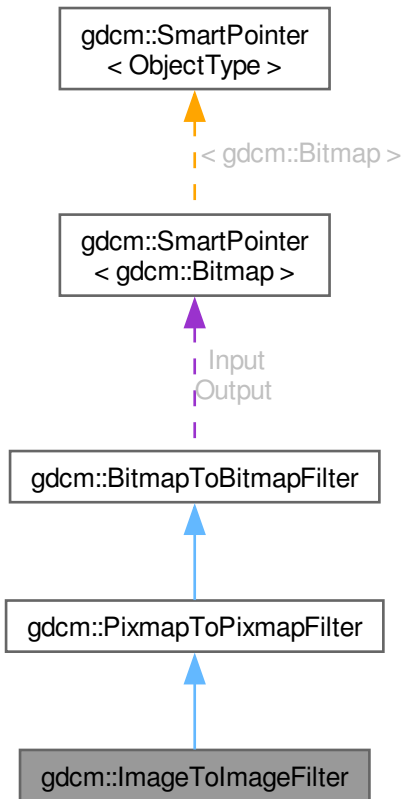 gdcm::SmartPointer
< ObjectType >
< gdcm::Bitmap >
gdcm::SmartPointer
< gdcm::Bitmap >
Input
Output
gdcm::BitmapToBitmapFilter
gdcm::PixmapToPixmapFilter
gdcm::ImageToImageFilter